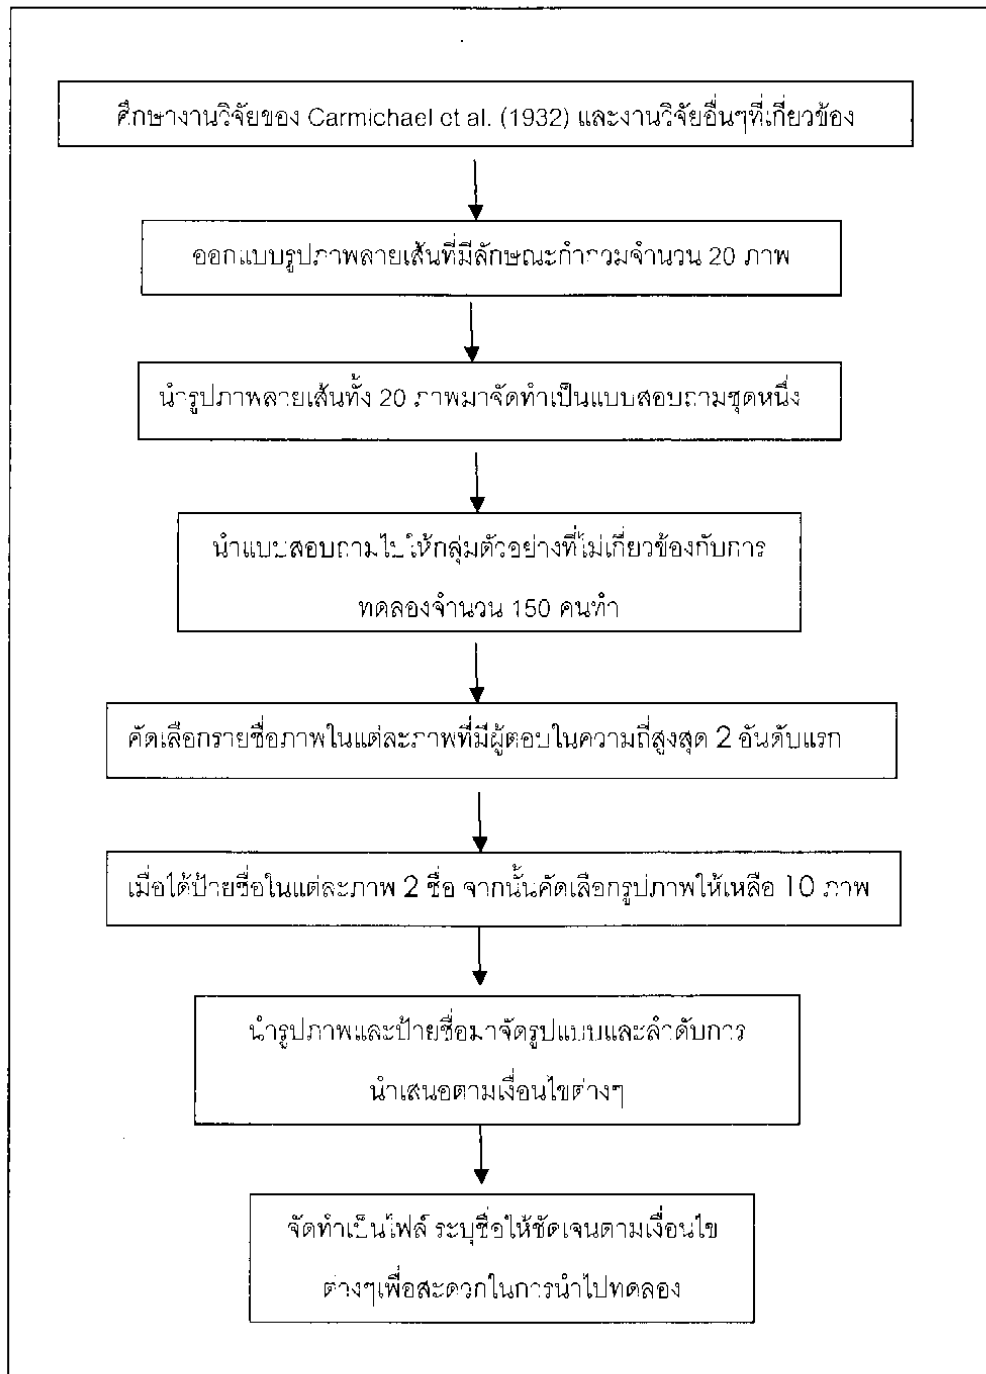 ศึกษางานวิจัยของ Carmichael et al. (1932) และงานวิจัยอื่นๆที่เกี่ยวข้อง
ออกแบบรูปภาพลายเส้นที่มีลักษณะกำกวมจำนวน 20 ภาพ
นำรูปภาพลายเส้นทั้ง 20 ภาพมาจัดทำเป็นแบบสอบถามชุดหนึ่ง
นำแบบสอบถามไปให้กลุ่มตัวอย่างที่ไม่เกี่ยวข้องกับการ
ทดลองจำนวน 150 คนทำ
คัดเลือกรายชื่อภาพในแต่ละภาพที่มีผู้ตอบในความถี่สูงสุด 2 อันดับแรก
เมื่อได้ป้ายชื่อในแต่ละภาพ 2 ชื่อ จากนั้นคัดเลือกรูปภาพให้เหลือ 10 ภาพ
นำรูปภาพและป้ายชื่อมาจัดรูปแบบและลำดับการ
นำเสนอตามเงื่อนไขต่างๆ
จัดทำเป็นไฟล์ ระบุชื่อให้ชัดเจนตามเงื่อนไข
ต่างๆเพื่อสะดวกในการนำไปทดลอง